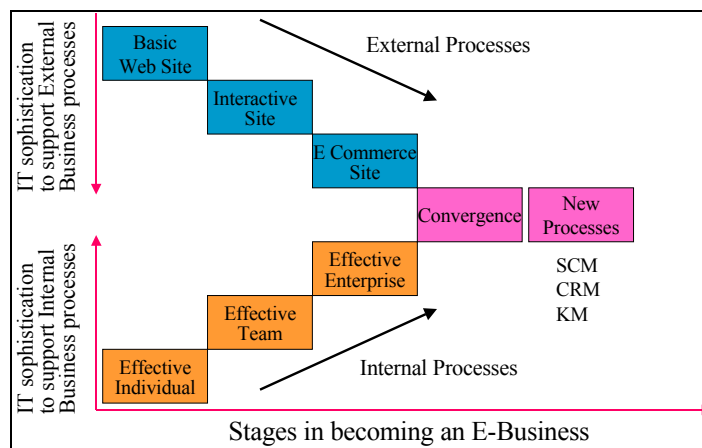 IT sophistication
to support External
Business processes
Basic
Web Site
External Processes
Interactive
Site
E Commerce
Site
Convergence
New
Processes
SCM
CRM
KM
IT sophistication
to support Internal
Business processes
Effective
Enterprise
Effective
Team
Effective
Individual
Internal Processes
Stages in becoming an E-Business